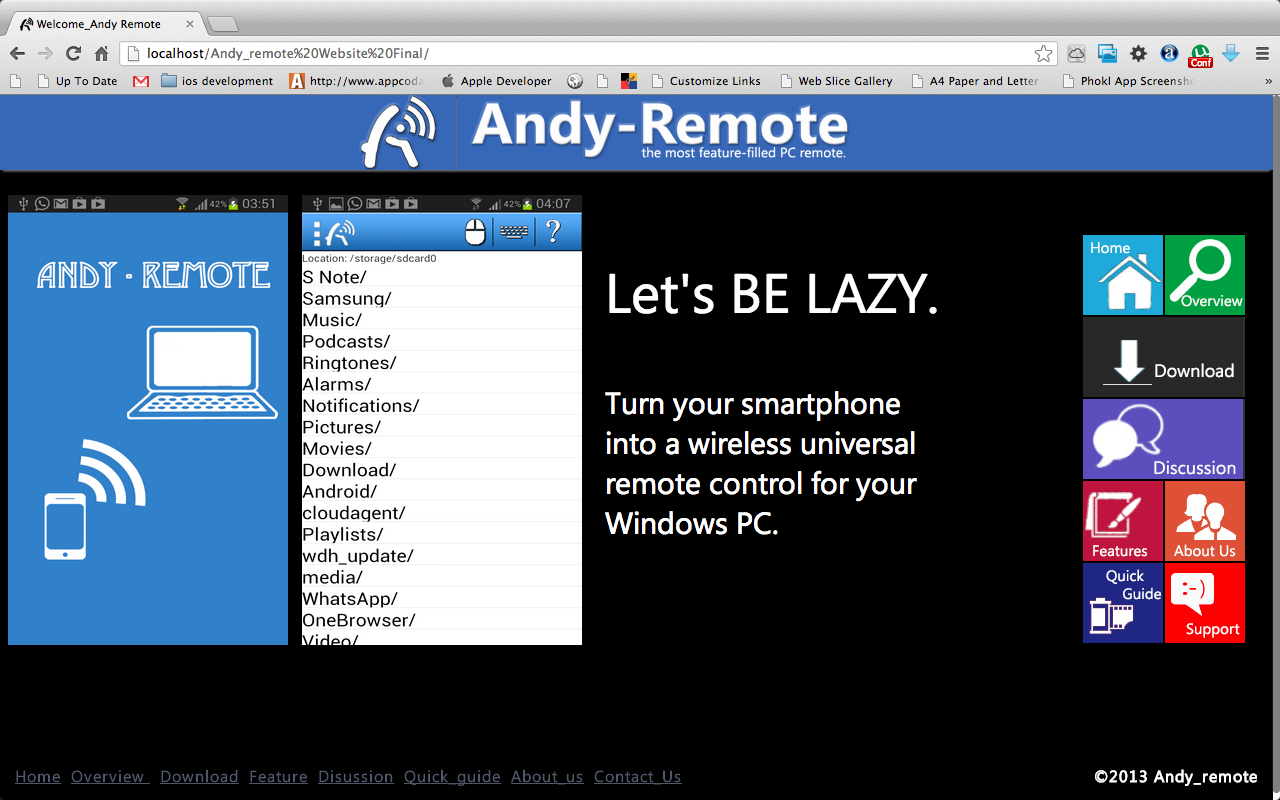 Welcome_Andy Remote
localhost/Andy_remote%20Website%20Final/
Conf
Up To Date
ios development
http://www.appcoda
Apple Developer
Customize Links
Web Slice Gallery
A4 Paper and Letter
Phokl App Screensh
»
Andy-Remote
the most feature-filled PC remote.
42% 03:51
ANDY - REMOTE
42% 04:07
?
Location: /storage/sdcard0
S Note/
Samsung/
Music/
Podcasts/
Ringtones/
Alarms/
Notifications/
Pictures/
Movies/
Download/
Android/
cloudagent/
Playlists/
wdh_update/
media/
WhatsApp/
OneBrowser/
Video/
Let's BE LAZY.
Turn your smartphone
into a wireless universal
remote control for your
Windows PC.
Home
Overview
Download
Discussion
Features
About Us
Quick
Guide
:-)
Support
Home Overview Download Feature Disussion Quick_guide About_us Contact_Us
©2013 Andy_remote